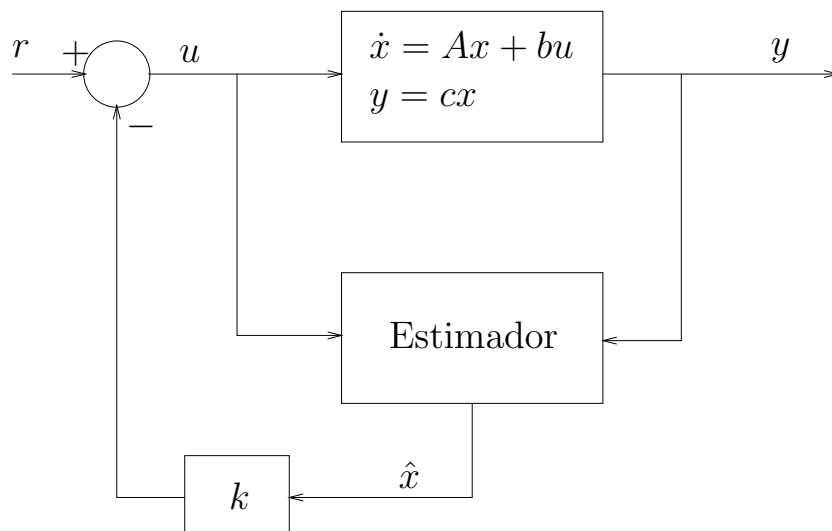 r
+
−
u
ẋ = Ax + bu
y = cx
y
Estimador
x̂
k